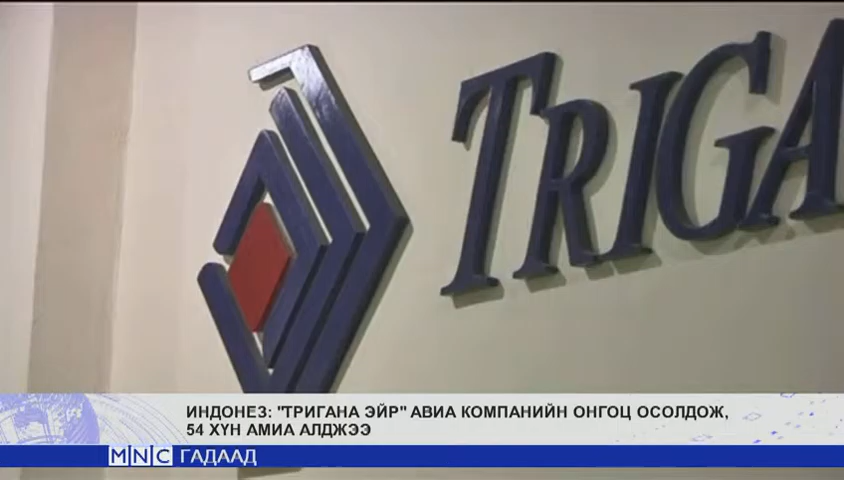 TRIGA
ИНДОНЕЗ: "ТРИГАНА ЭЙР" АВИА КОМПАНИЙН ОНГОЦ ОСОЛДОЖ,
54 ХҮН АМИА АЛДЖЭЭ
MNC ГАДААД